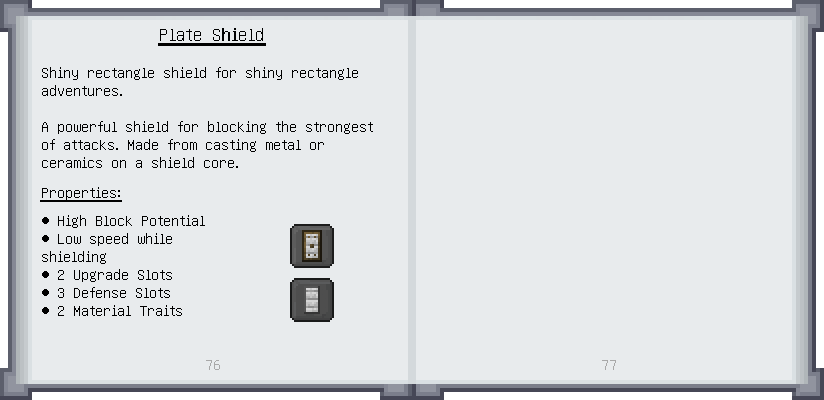 Plate Shield
Shiny rectangle shield for shiny rectangle
adventures.
A powerful shield for blocking the strongest
of attacks. Made from casting metal or
ceramics on a shield core.
Properties:
● High Block Potential
● Low speed while
shielding
● 2 Upgrade Slots
● 3 Defense Slots
● 2 Material Traits
76
77